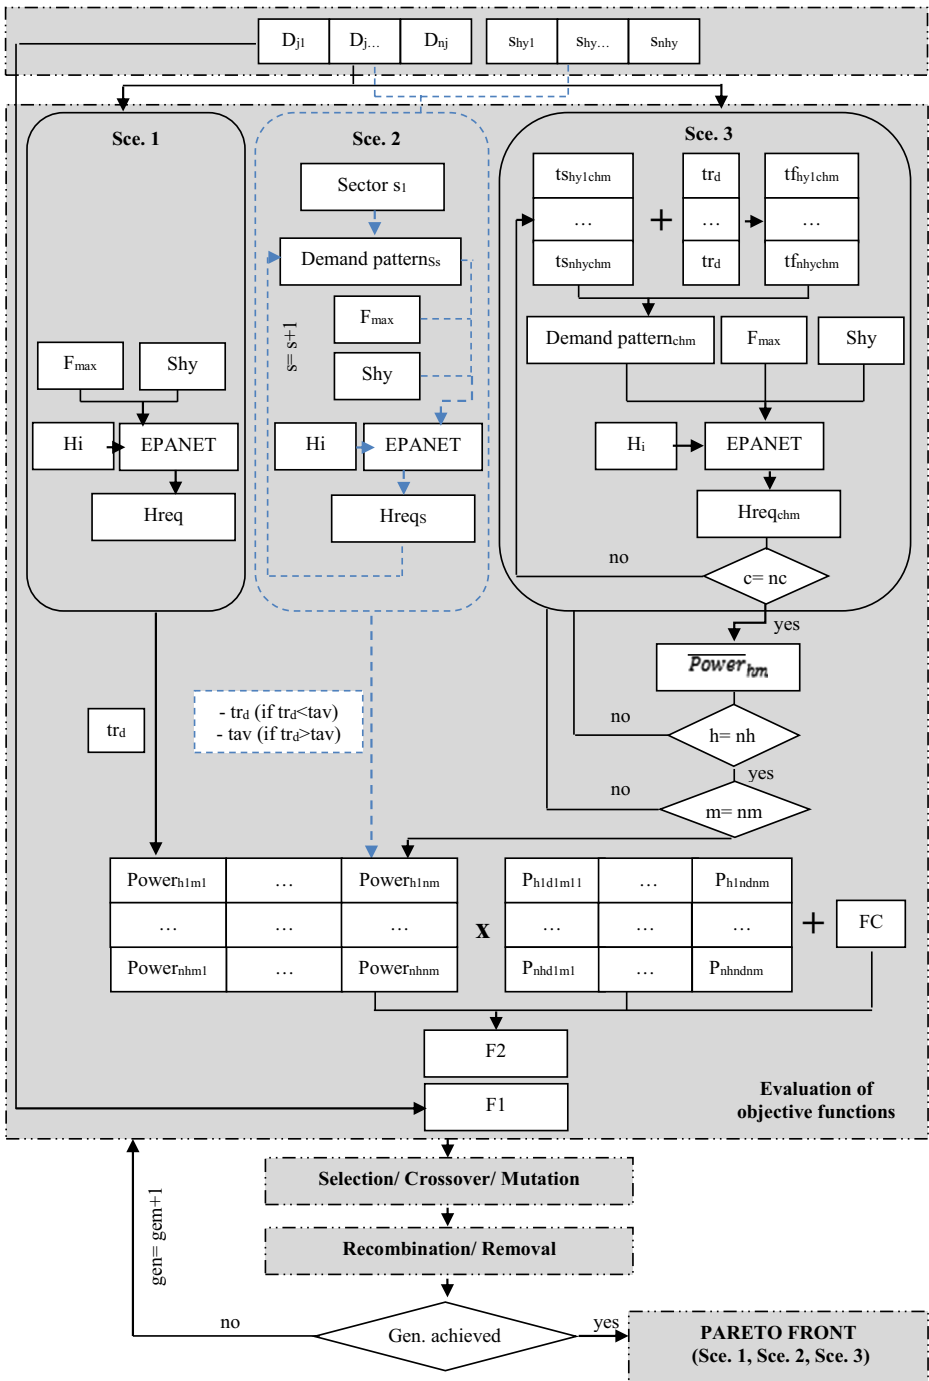 Dj1 Dj… Dnj shy1 shy… snhy
Sce. 1
Fmax Shy
Hi EPANET
Hreq
trd
Sce. 2
Sector s1
Demand patternSs
s= s+1
Fmax
Shy
Hi EPANET
Hreqs
- trd (if trd<tav)
- tav (if trd>tav)
Sce. 3
tshy1chm trd tfhy1chm
… + … …
tsnhychm trd tfnhychm
Demand patternchm Fmax Shy
Hi EPANET
Hreqchm
no
c= nc
yes
Powerhm
no
h= nh
yes
no
m= nm
Powerh1m1 … Powerh1nm Ph1d1m11 … Ph1ndnm
… … … x … … … + FC
Powernhm1 … Powernhnm Pnhd1m1 … Pnhndnm
F2
F1
Evaluation of
objective functions
Selection/ Crossover/ Mutation
Recombination/ Removal
gen= gem+1
no
Gen. achieved
yes
PARETO FRONT
(Sce. 1, Sce. 2, Sce. 3)